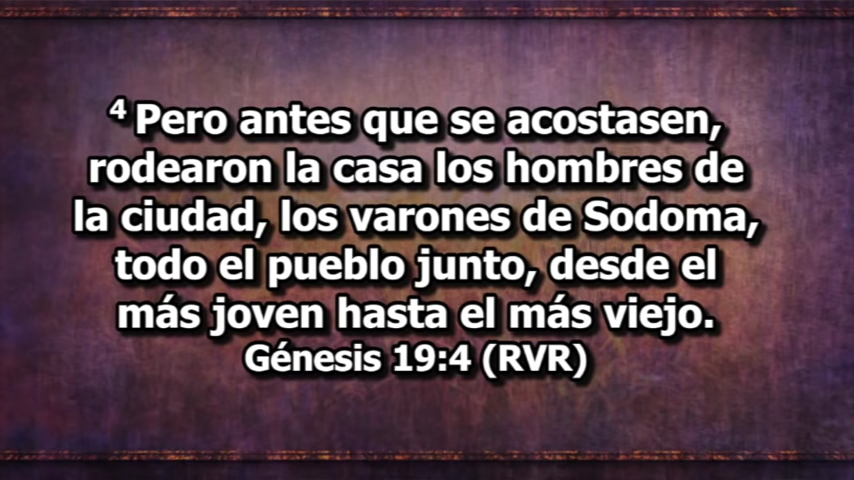 4 Pero antes que se acostasen,
rodearon la casa los hombres de
la ciudad, los varones de Sodoma,
todo el pueblo junto, desde el
más joven hasta el más viejo.
Génesis 19:4 (RVR)